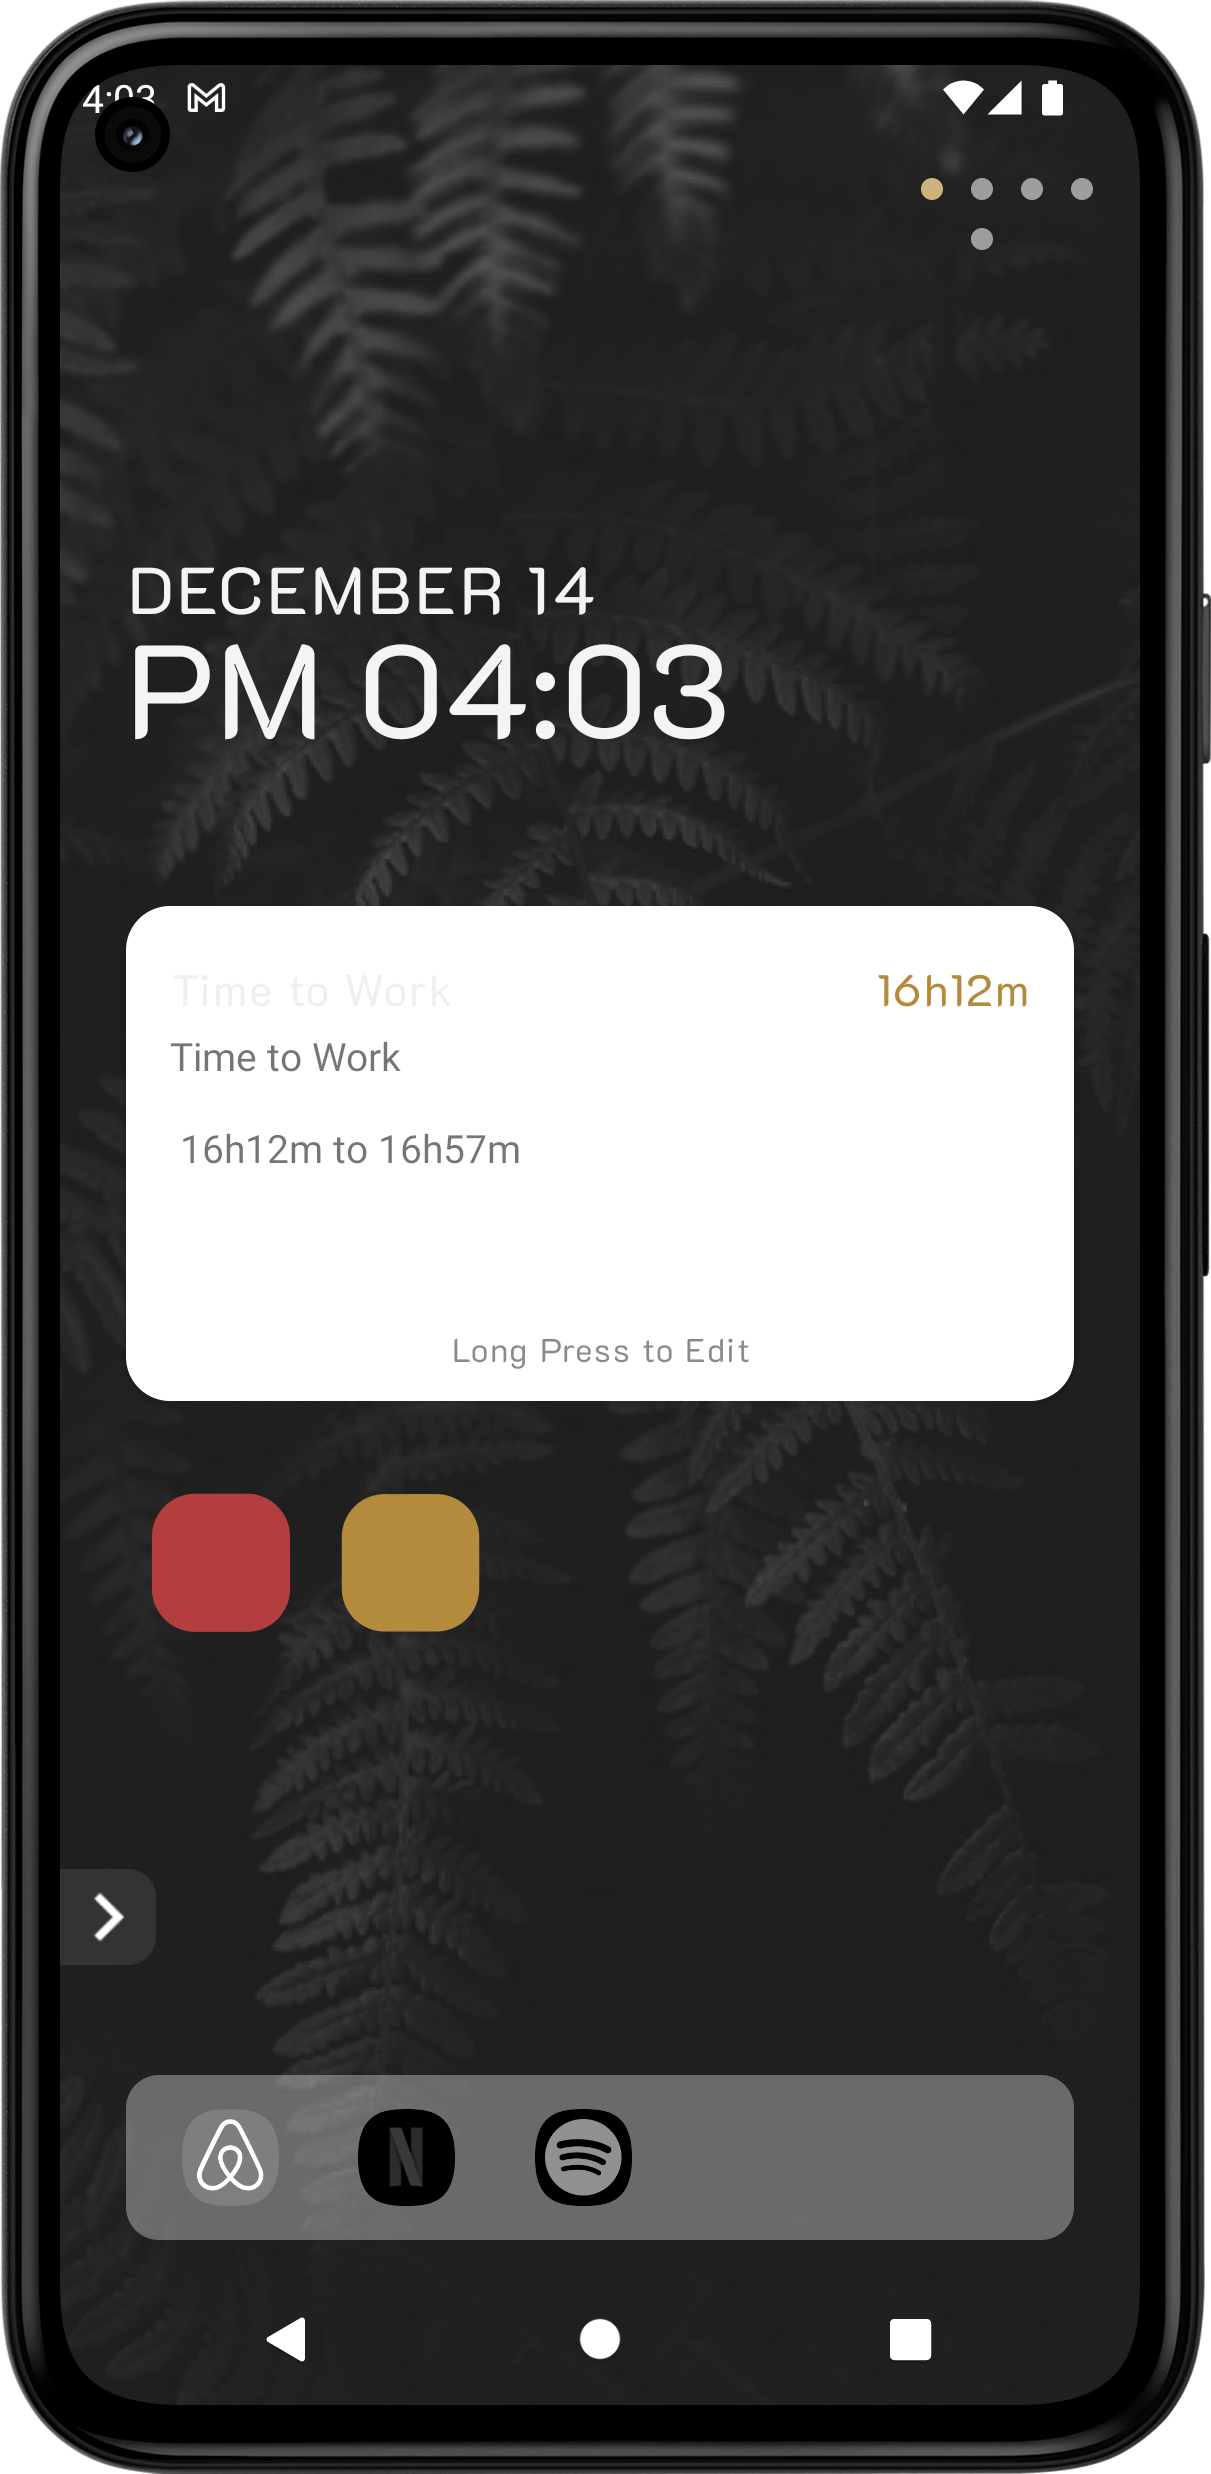 4:03
DECEMBER 14
PM 04:03
Time to Work 16h12m
Time to Work
16h12m to 16h57m
Long Press to Edit
N